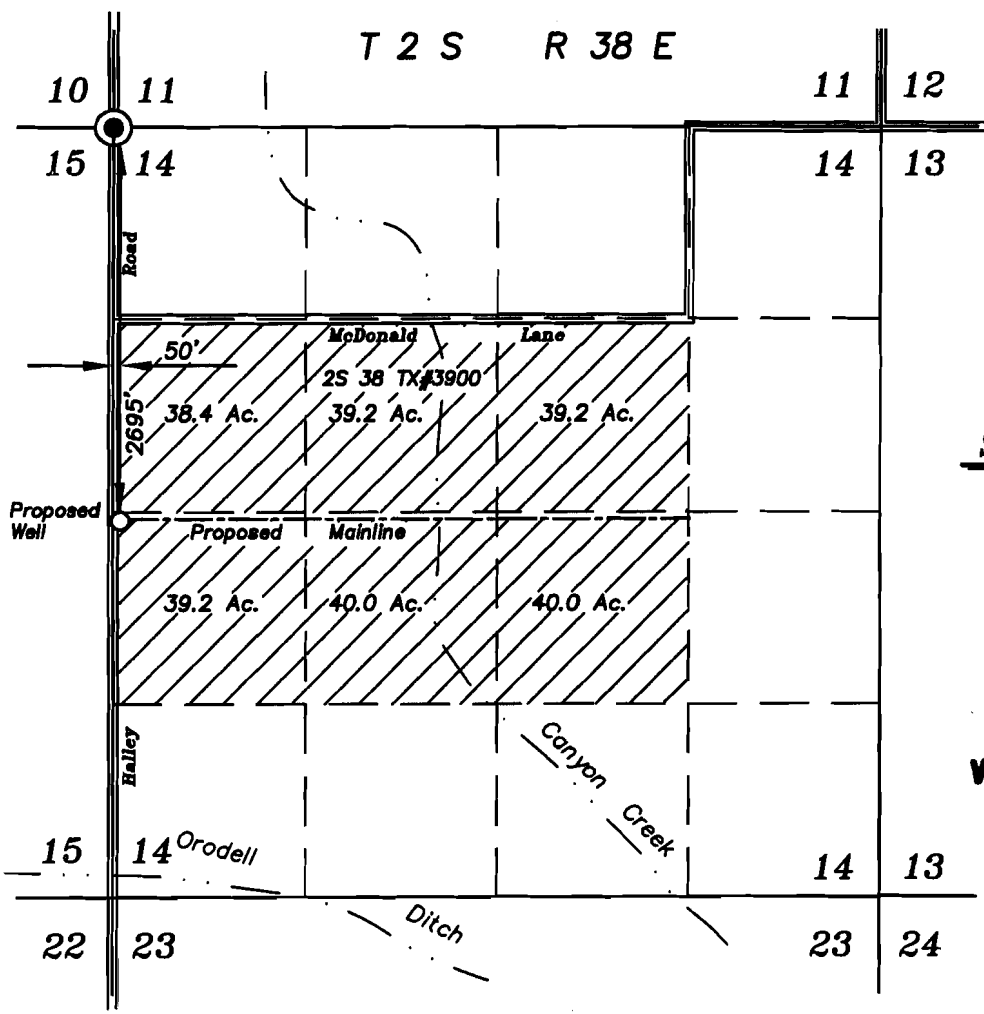 T 2 S R 38 E
10 11
11 12
15 14
14 13
Road
McDonald Lane
50'
2S 38 TX#3900
38.4 Ac.
39.2 Ac.
39.2 Ac.
2695'
Proposed
Well
Proposed Mainline
39.2 Ac.
40.0 Ac.
40.0 Ac.
Halley
Canyon Creek
15 14
Orodell Ditch
14 13
22 23
23 24